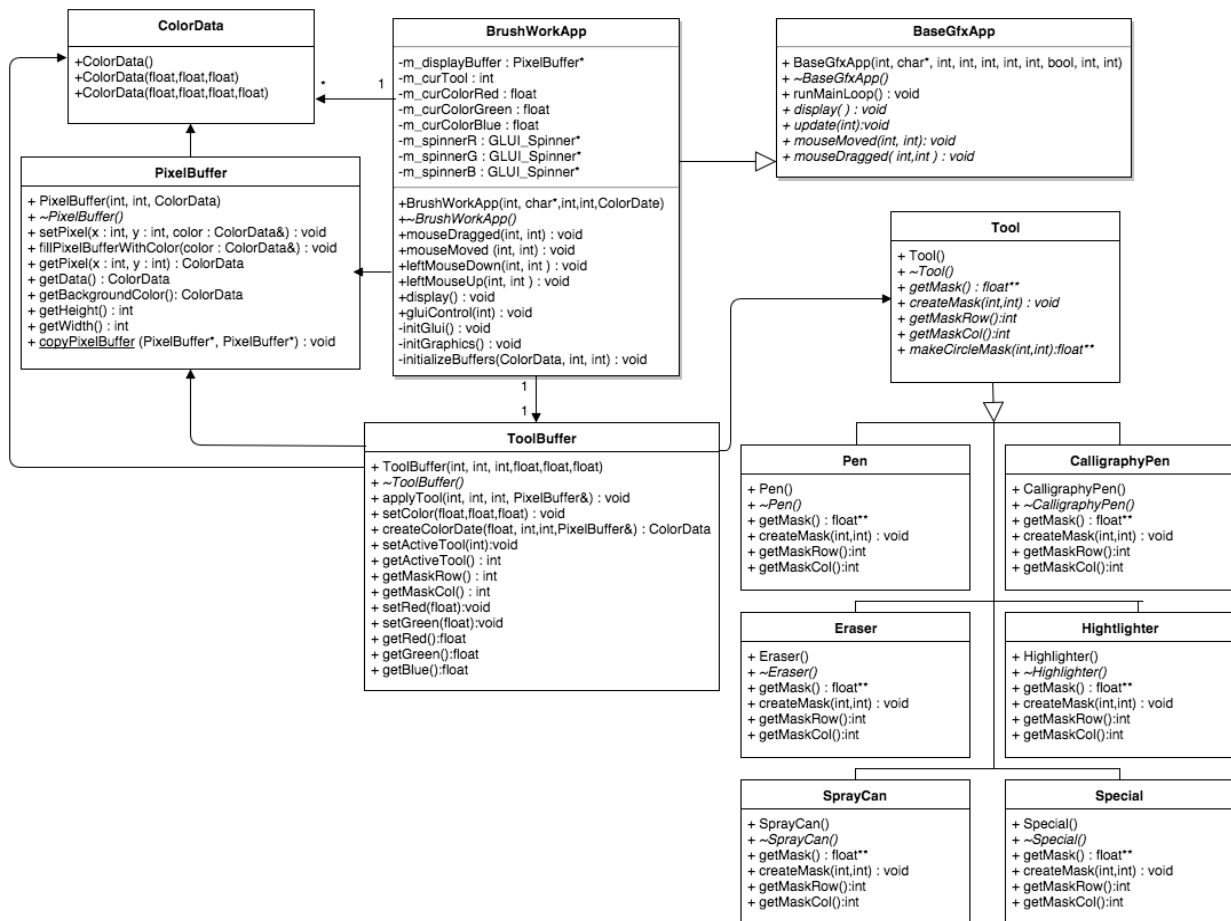 ColorData
+ColorData()
+ColorData(float,float,float)
+ColorData(float,float,float,float)
BrushWorkApp
-m_displayBuffer : PixelBuffer*
-m_curTool : int
-m_curColorRed : float
-m_curColorGreen : float
-m_curColorBlue : float
-m_spinnerR : GLUI_Spinner*
-m_spinnerG : GLUI_Spinner*
-m_spinnerB : GLUI_Spinner*
+BrushWorkApp(int, char*,int,int,ColorDate)
+~BrushWorkApp()
+mouseDragged(int, int) : void
+mouseMoved (int, int) : void
+leftMouseDown(int, int ) : void
+leftMouseUp(int, int ) : void
+display() : void
+gluiControl(int) : void
-initGlui() : void
-initGraphics() : void
-initializeBuffers(ColorData, int, int) : void
BaseGfxApp
+ BaseGfxApp(int, char*, int, int, int, int, int, bool, int, int)
+ ~BaseGfxApp()
+ runMainLoop() : void
+ display( ) : void
+ update(int):void
+ mouseMoved(int, int): void
+ mouseDragged( int,int ) : void
*
1
PixelBuffer
+ PixelBuffer(int, int, ColorData)
+ ~PixelBuffer()
+ setPixel(x : int, y : int, color : ColorData&) : void
+ fillPixelBufferWithColor(color : ColorData&) : void
+ getPixel(x : int, y : int) : ColorData
+ getData() : ColorData
+ getBackgroundColor(): ColorData
+ getHeight() : int
+ getWidth() : int
+ copyPixelBuffer (PixelBuffer*, PixelBuffer*) : void
Tool
+ Tool()
+ ~Tool()
+ getMask() : float**
+ createMask(int,int) : void
+ getMaskRow():int
+ getMaskCol():int
+ makeCircleMask(int,int):float**
1
1
ToolBuffer
+ ToolBuffer(int, int, int,float,float,float)
+ ~ToolBuffer()
+ applyTool(int, int, int, PixelBuffer&) : void
+ setColor(float,float,float) : void
+ createColorDate(float, int,int,PixelBuffer&) : ColorData
+ setActiveTool(int):void
+ getActiveTool() : int
+ getMaskRow() : int
+ getMaskCol() : int
+ setRed(float):void
+ setGreen(float):void
+ getRed():float
+ getGreen():float
+ getBlue():float
Pen
+ Pen()
+ ~Pen()
+ getMask() : float**
+ createMask(int,int) : void
+ getMaskRow():int
+ getMaskCol():int
CalligraphyPen
+ CalligraphyPen()
+ ~CalligraphyPen()
+ getMask() : float**
+ createMask(int,int) : void
+ getMaskRow():int
+ getMaskCol():int
Eraser
+ Eraser()
+ ~Eraser()
+ getMask() : float**
+ createMask(int,int) : void
+ getMaskRow():int
+ getMaskCol():int
Hightlighter
+ Highlighter()
+ ~Highlighter()
+ getMask() : float**
+ createMask(int,int) : void
+ getMaskRow():int
+ getMaskCol():int
SprayCan
+ SprayCan()
+ ~SprayCan()
+ getMask() : float**
+ createMask(int,int) : void
+ getMaskRow():int
+ getMaskCol():int
Special
+ Special()
+ ~Special()
+ getMask() : float**
+ createMask(int,int) : void
+ getMaskRow():int
+ getMaskCol():int